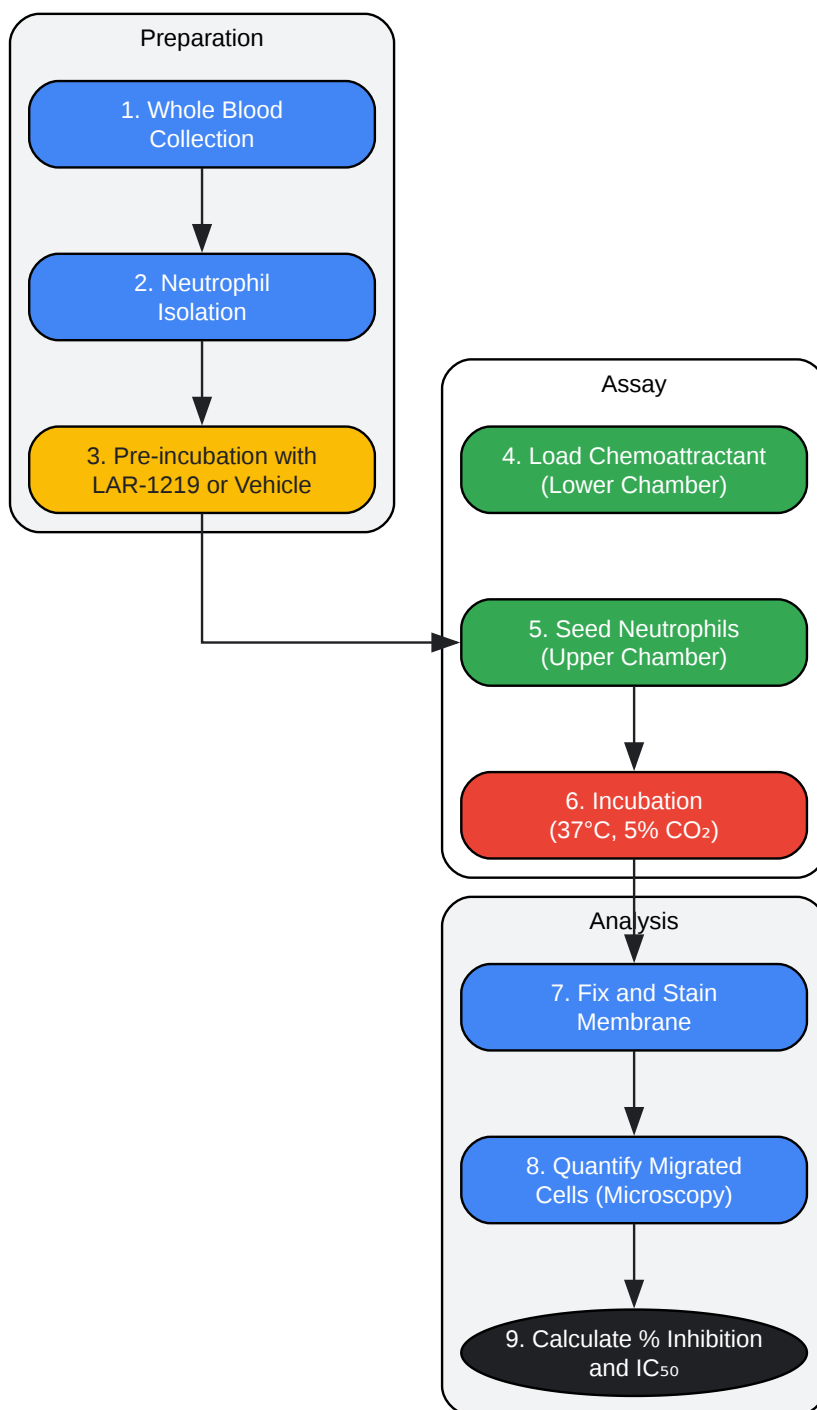 Preparation
1. Whole Blood
Collection
2. Neutrophil
Isolation
3. Pre-incubation with
LAR-1219 or Vehicle
Assay
4. Load Chemoattractant
(Lower Chamber)
5. Seed Neutrophils
(Upper Chamber)
6. Incubation
(37°C, 5% CO₂)
Analysis
7. Fix and Stain
Membrane
8. Quantify Migrated
Cells (Microscopy)
9. Calculate % Inhibition
and IC₅₀